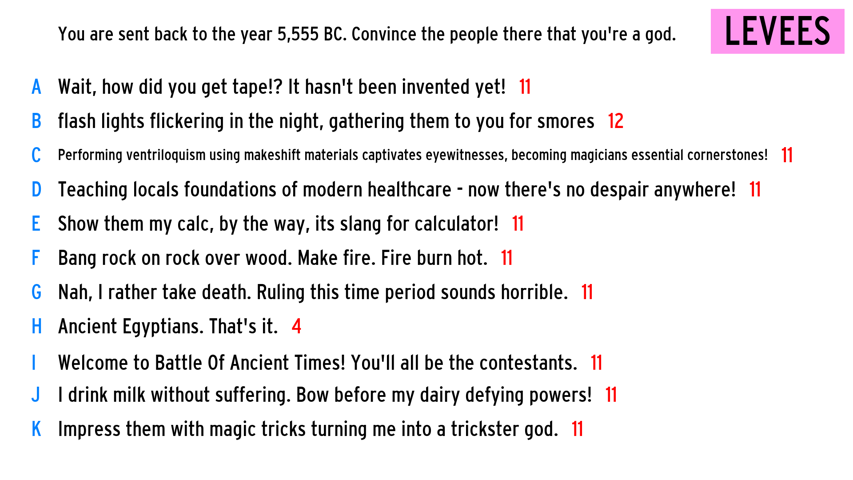 You are sent back to the year 5,555 BC. Convince the people there that you're a god.
LEVEES
A Wait, how did you get tape!? It hasn't been invented yet! 11
B flash lights flickering in the night, gathering them to you for smores 12
C Performing ventriloquism using makeshift materials captivates eyewitnesses, becoming magicians essential cornerstones! 11
D Teaching locals foundations of modern healthcare - now there's no despair anywhere! 11
E Show them my calc, by the way, its slang for calculator! 11
F Bang rock on rock over wood. Make fire. Fire burn hot. 11
G Nah, I rather take death. Ruling this time period sounds horrible. 11
H Ancient Egyptians. That's it. 4
I Welcome to Battle Of Ancient Times! You'll all be the contestants. 11
J I drink milk without suffering. Bow before my dairy defying powers! 11
K Impress them with magic tricks turning me into a trickster god. 11